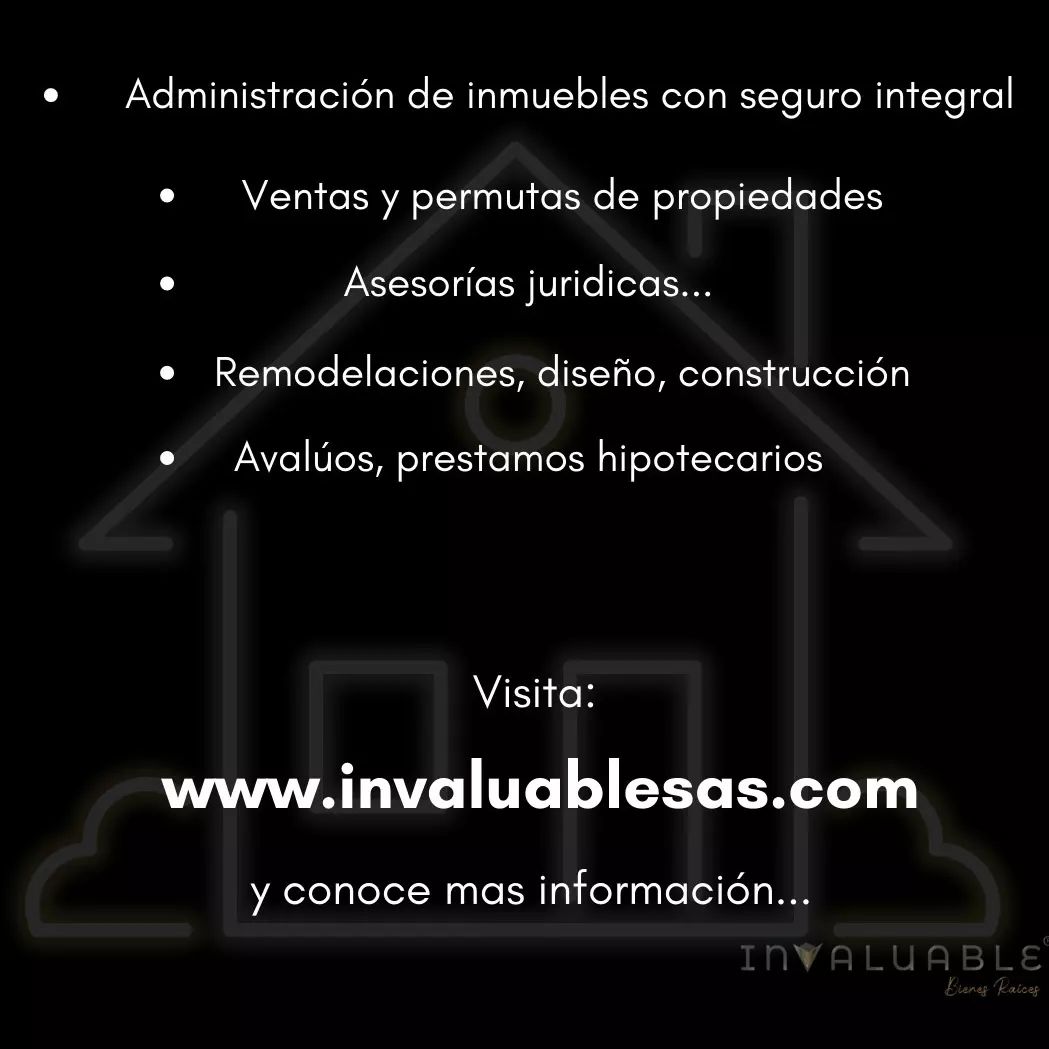 • Administración de inmuebles con seguro integral
• Ventas y permutas de propiedades
• Asesorías juridicas...
• Remodelaciones, diseño, construcción
• Avalúos, prestamos hipotecarios
Visita:
www.invaluablesas.com
y conoce mas información...
INVALUABLE®
Bienes Raíces